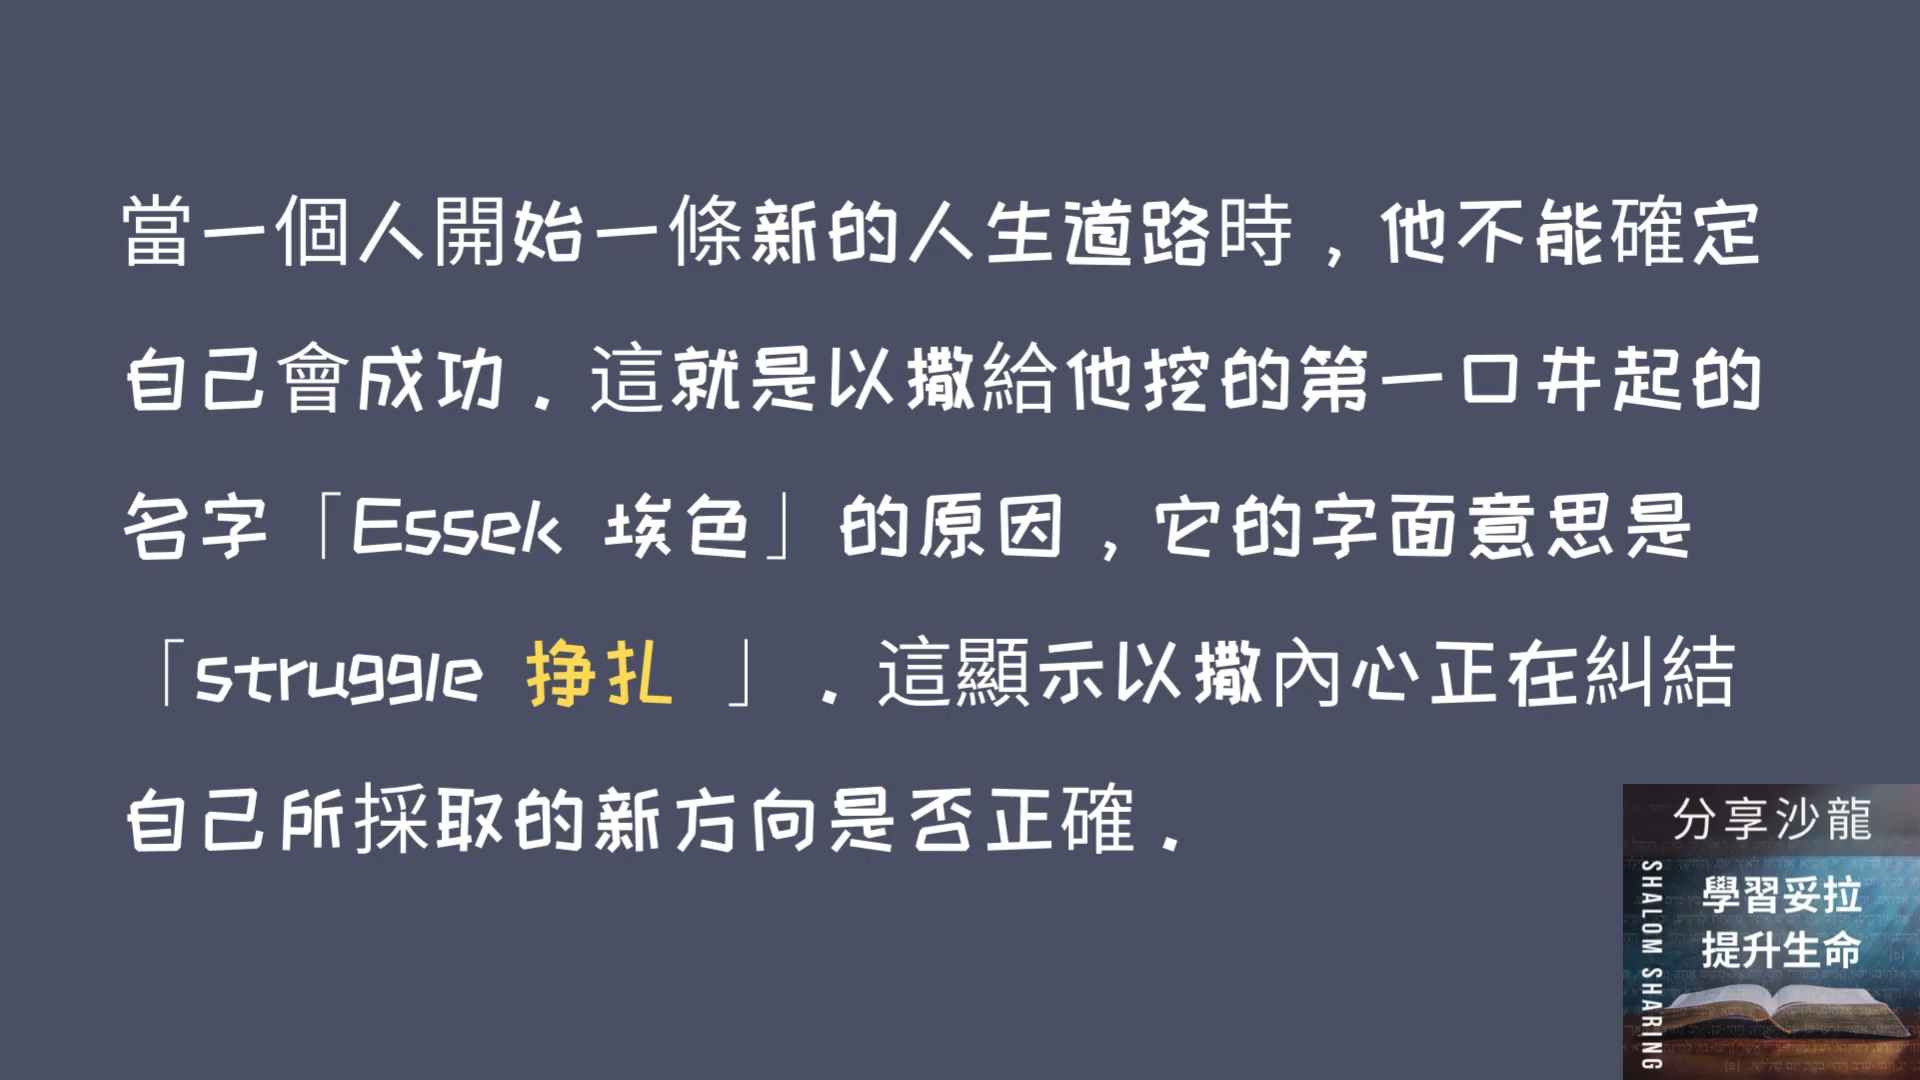 當一個人開始一條新的人生道路時，他不能確定
自己會成功．這就是以撒給他挖的第一口井起的
名字「Essek 埃色」的原因，它的字面意思是
「struggle 掙扎 」．這顯示以撒內心正在糾結
自己所採取的新方向是否正確．
分享沙龍
SHALOM SHARING
學習妥拉
提升生命